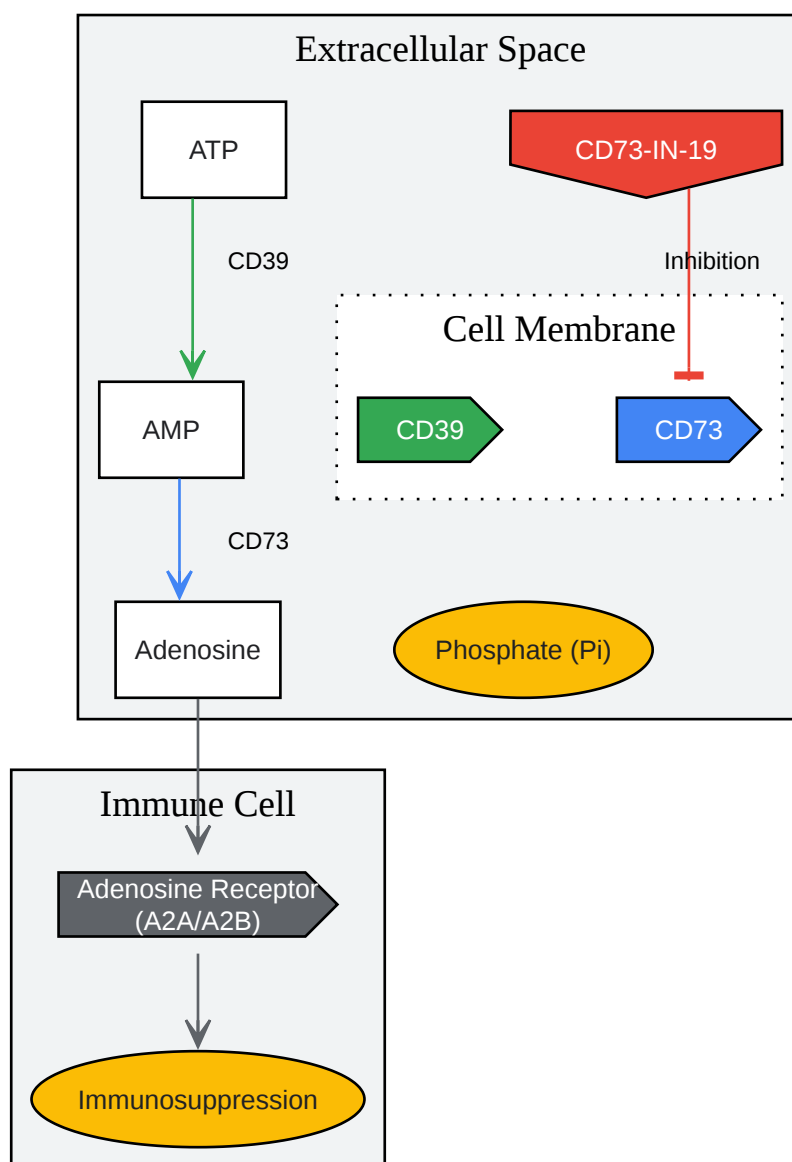 Extracellular Space
ATP
CD73-IN-19
CD39
Inhibition
Cell Membrane
AMP
CD39
CD73
CD73
Adenosine
Phosphate (Pi)
Immune Cell
Adenosine Receptor
(A2A/A2B)
Immunosuppression